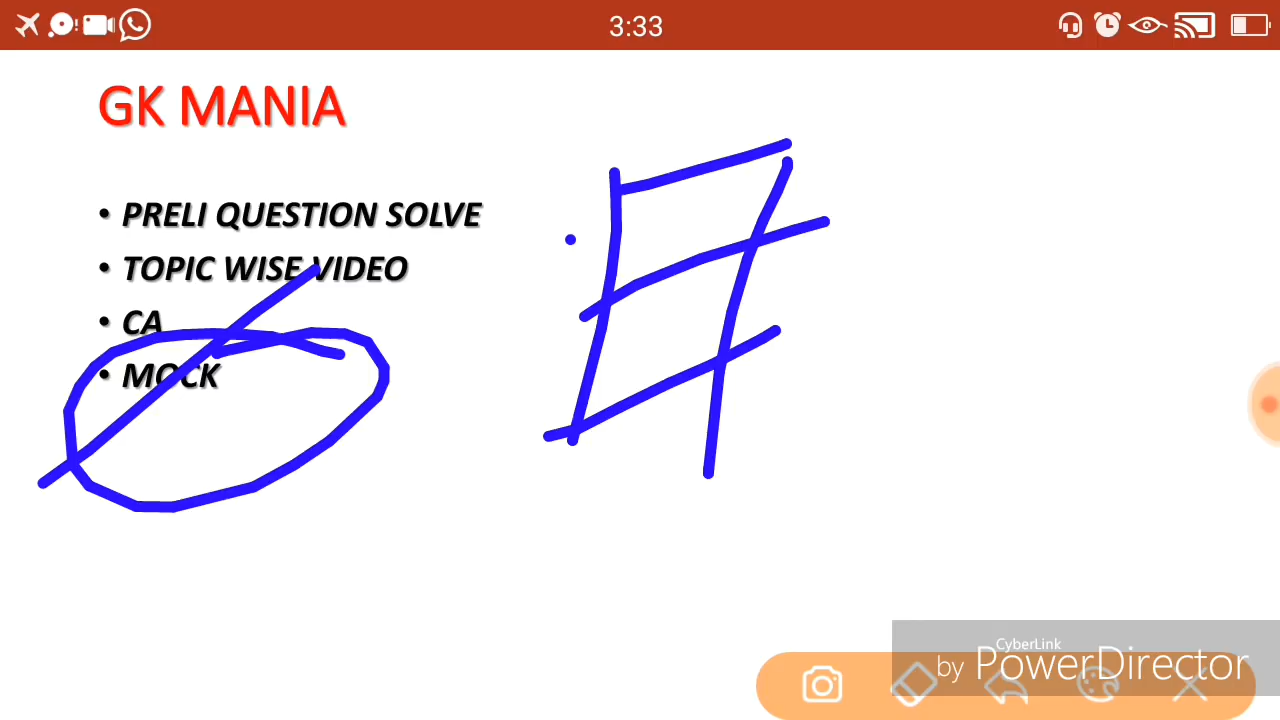 3:33
GK MANIA
• PRELI QUESTION SOLVE
• TOPIC WISE VIDEO
• CA
• MOCK
CyberLink
by PowerDirector